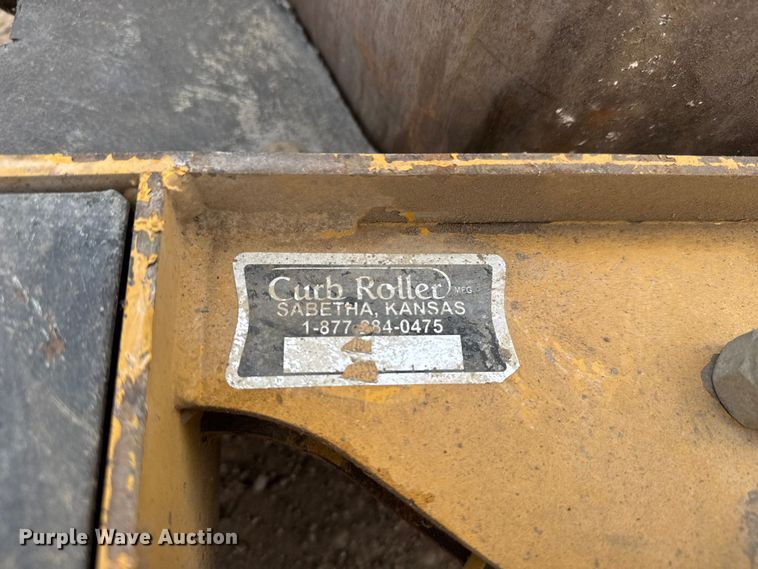 Curb Roller MFG
SABETHA, KANSAS
Purple Wave Auction